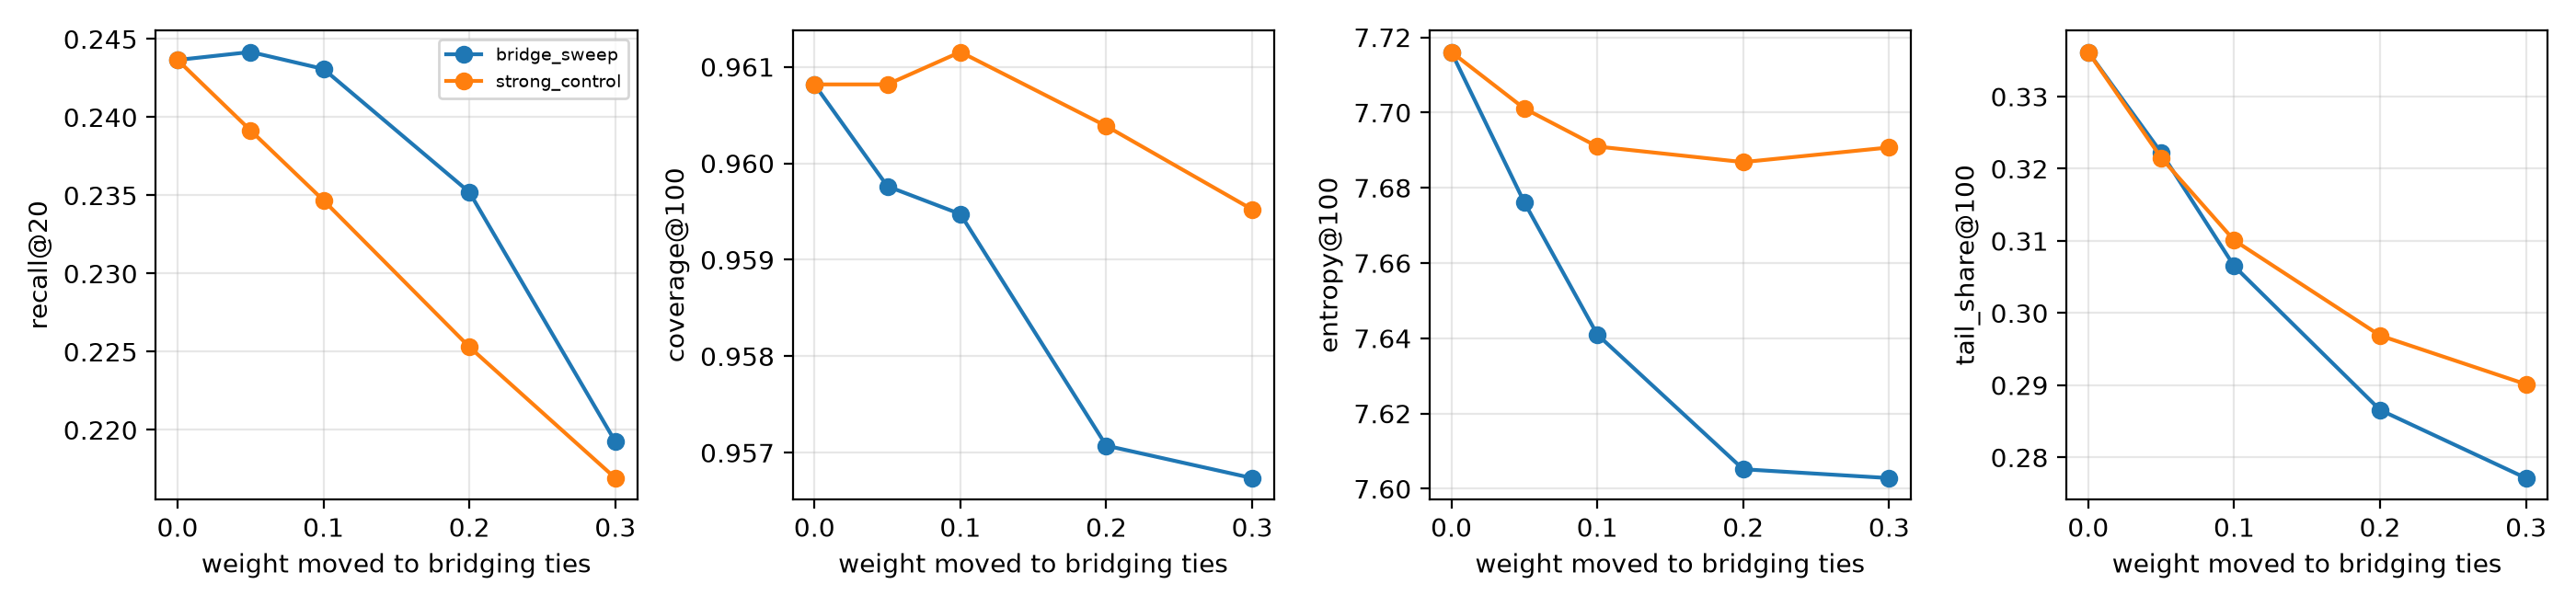 recall@20
0.245
0.240
0.235
0.230
0.225
0.220
bridge_sweep
strong_control
0.0 0.1 0.2 0.3
weight moved to bridging ties
coverage@100
0.961
0.960
0.959
0.958
0.957
0.0 0.1 0.2 0.3
weight moved to bridging ties
entropy@100
7.72
7.70
7.68
7.66
7.64
7.62
7.60
0.0 0.1 0.2 0.3
weight moved to bridging ties
tail_share@100
0.33
0.32
0.31
0.30
0.29
0.28
0.0 0.1 0.2 0.3
weight moved to bridging ties